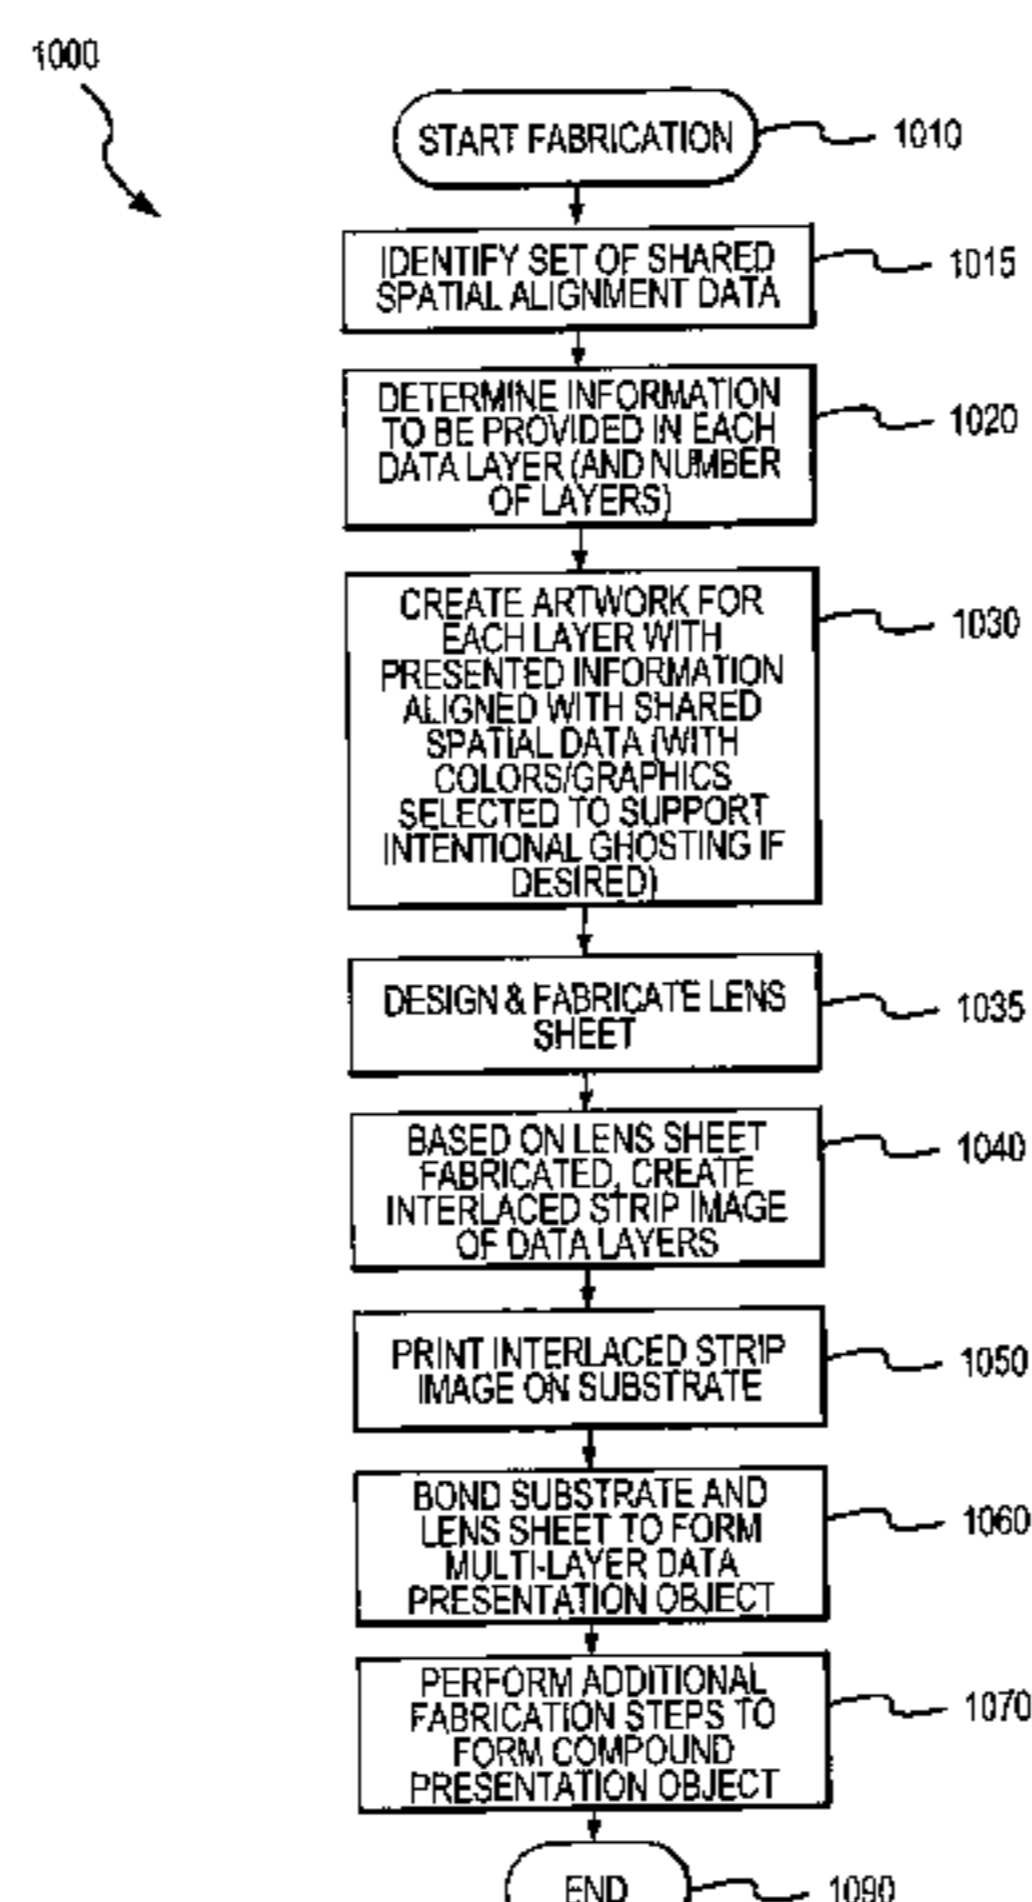 1000
START FABRICATION
1010
IDENTIFY SET OF SHARED
SPATIAL ALIGNMENT DATA
1015
DETERMINE INFORMATION
TO BE PROVIDED IN EACH
DATA LAYER (AND NUMBER
OF LAYERS)
1020
CREATE ARTWORK FOR
EACH LAYER WITH
PRESENTED INFORMATION
ALIGNED WITH SHARED
SPATIAL DATA (WITH
COLORS/GRAPHICS
SELECTED TO SUPPORT
INTENTIONAL GHOSTING IF
DESIRED)
1030
DESIGN & FABRICATE LENS
SHEET
1035
BASED ON LENS SHEET
FABRICATED, CREATE
INTERLACED STRIP IMAGE
OF DATA LAYERS
1040
PRINT INTERLACED STRIP
IMAGE ON SUBSTRATE
1050
BOND SUBSTRATE AND
LENS SHEET TO FORM
MULTI-LAYER DATA
PRESENTATION OBJECT
1060
PERFORM ADDITIONAL
FABRICATION STEPS TO
FORM COMPOUND
PRESENTATION OBJECT
1070
END
1090